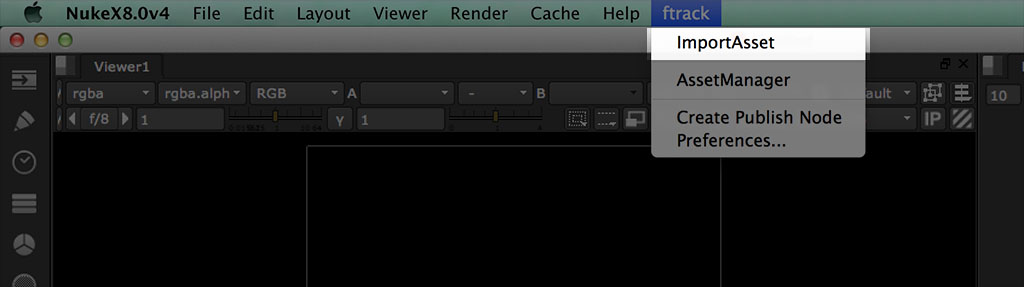 NukeX8.0v4 File Edit Layout Viewer Render Cache Help ftrack
ImportAsset
Viewer1
AssetManager
rgba rgba.alph RGB A - B ault 10
Create Publish Node
f/8 1 Y 1 IP
Preferences...